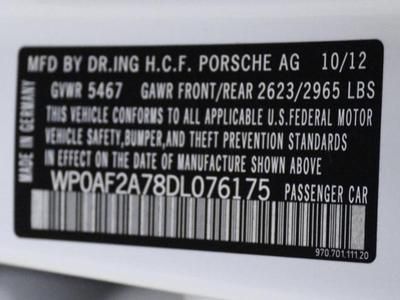 MFD BY DR.ING H.C.F. PORSCHE AG 10/12
GVWR 5467 GAWR FRONT/REAR 2623/2965 LBS
THIS VEHICLE CONFORMS TO ALL APPLICABLE U.S.FEDERAL MOTOR
VEHICLE SAFETY,BUMPER,AND THEFT PREVENTION STANDARDS
IN EFFECT ON THE DATE OF MANUFACTURE SHOWN ABOVE
WP0AF2A78DL076175 PASSENGER CAR
970.701.111.20
MADE IN GERMANY